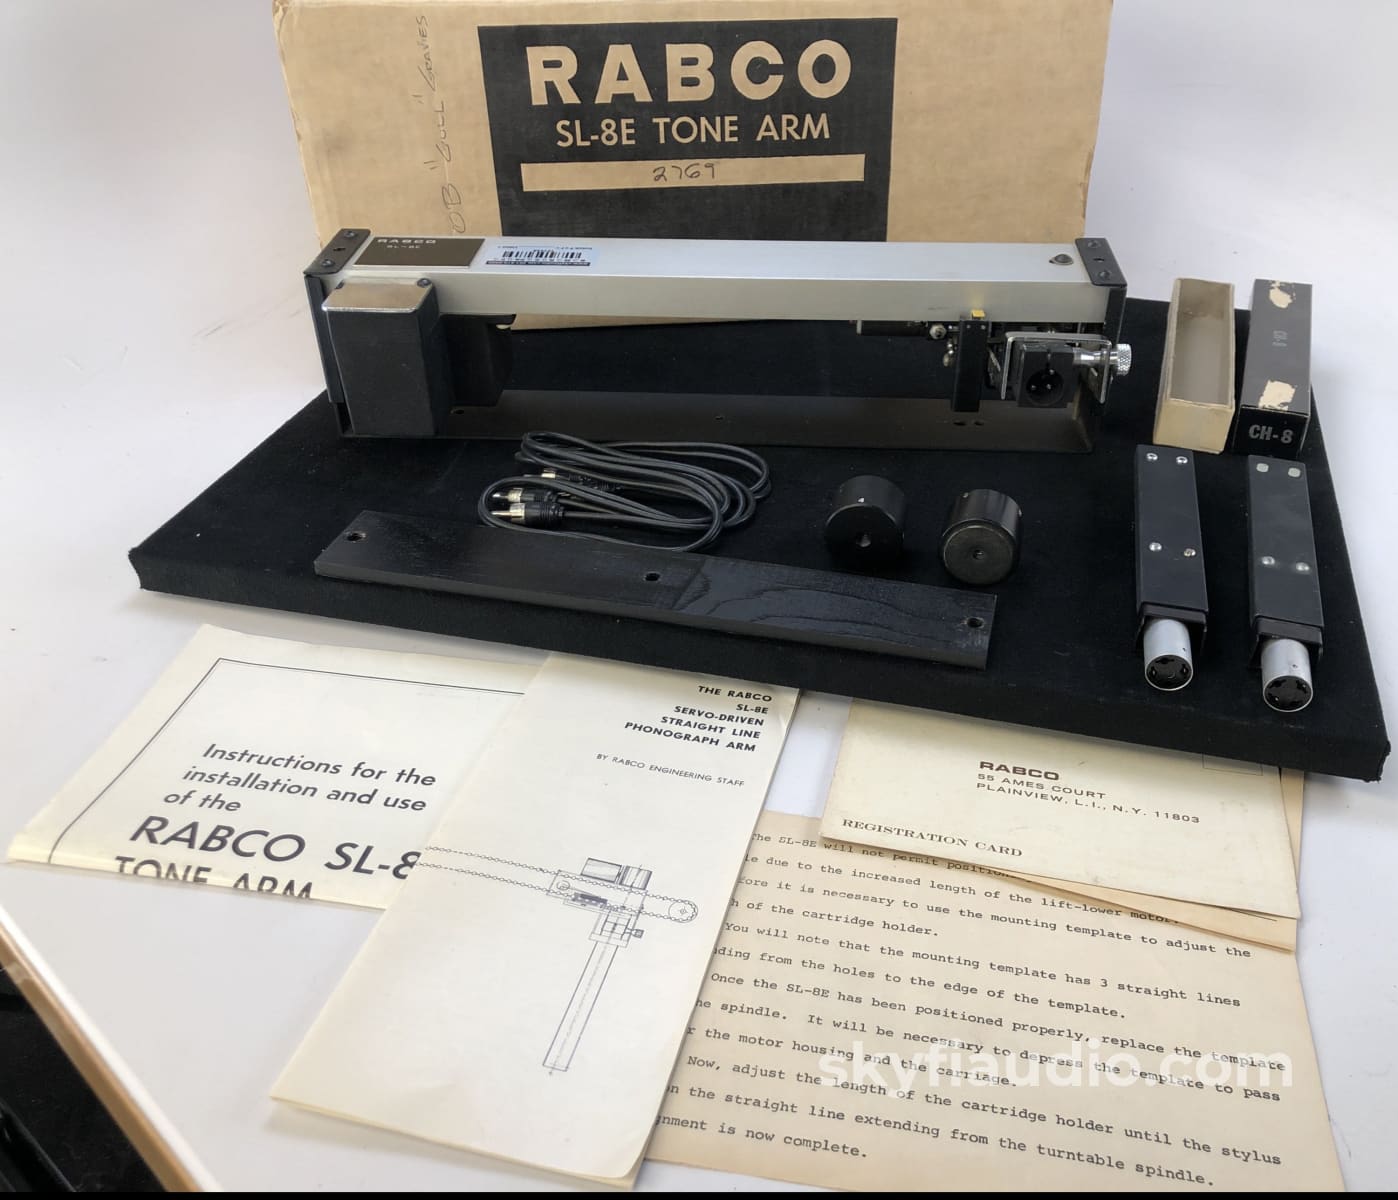 RABCO
SL-8E TONE ARM
2769
RABCO
SL-8E
CH-8
Instructions for the
installation and use
of the
RABCO SL-8
TONE ARM
THE RABCO
SL-8E
SERVO-DRIVEN
STRAIGHT LINE
PHONOGRAPH ARM
BY RABCO ENGINEERING STAFF
RABCO
55 AMES COURT
PLAINVIEW, L.I., N.Y. 11803
REGISTRATION CARD
The SL-8E will not permit
due to the increased length of the lift-lower motor.
it is necessary to use the mounting template to adjust the
of the cartridge holder.
You will note that the mounting template has 3 straight lines
from the holes to the edge of the template.
Once the SL-8E has been positioned properly, replace the template
spindle. It will be necessary to depress the template to pass
the motor housing and the carriage.
Now, adjust the length of the cartridge holder until the stylus
the straight line extending from the turntable spindle.
is now complete.
skyfiaudio.com